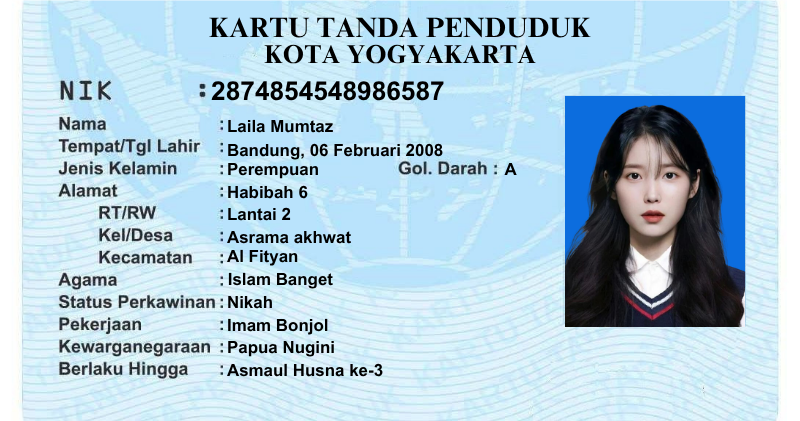 KARTU TANDA PENDUDUK
KOTA YOGYAKARTA
NIK : 2874854548986587
Nama : Laila Mumtaz
Tempat/Tgl Lahir : Bandung, 06 Februari 2008
Jenis Kelamin : Perempuan Gol. Darah : A
Alamat : Habibah 6
RT/RW : Lantai 2
Kel/Desa : Asrama akhwat
Kecamatan : Al Fityan
Agama : Islam Banget
Status Perkawinan : Nikah
Pekerjaan : Imam Bonjol
Kewarganegaraan : Papua Nugini
Berlaku Hingga : Asmaul Husna ke-3